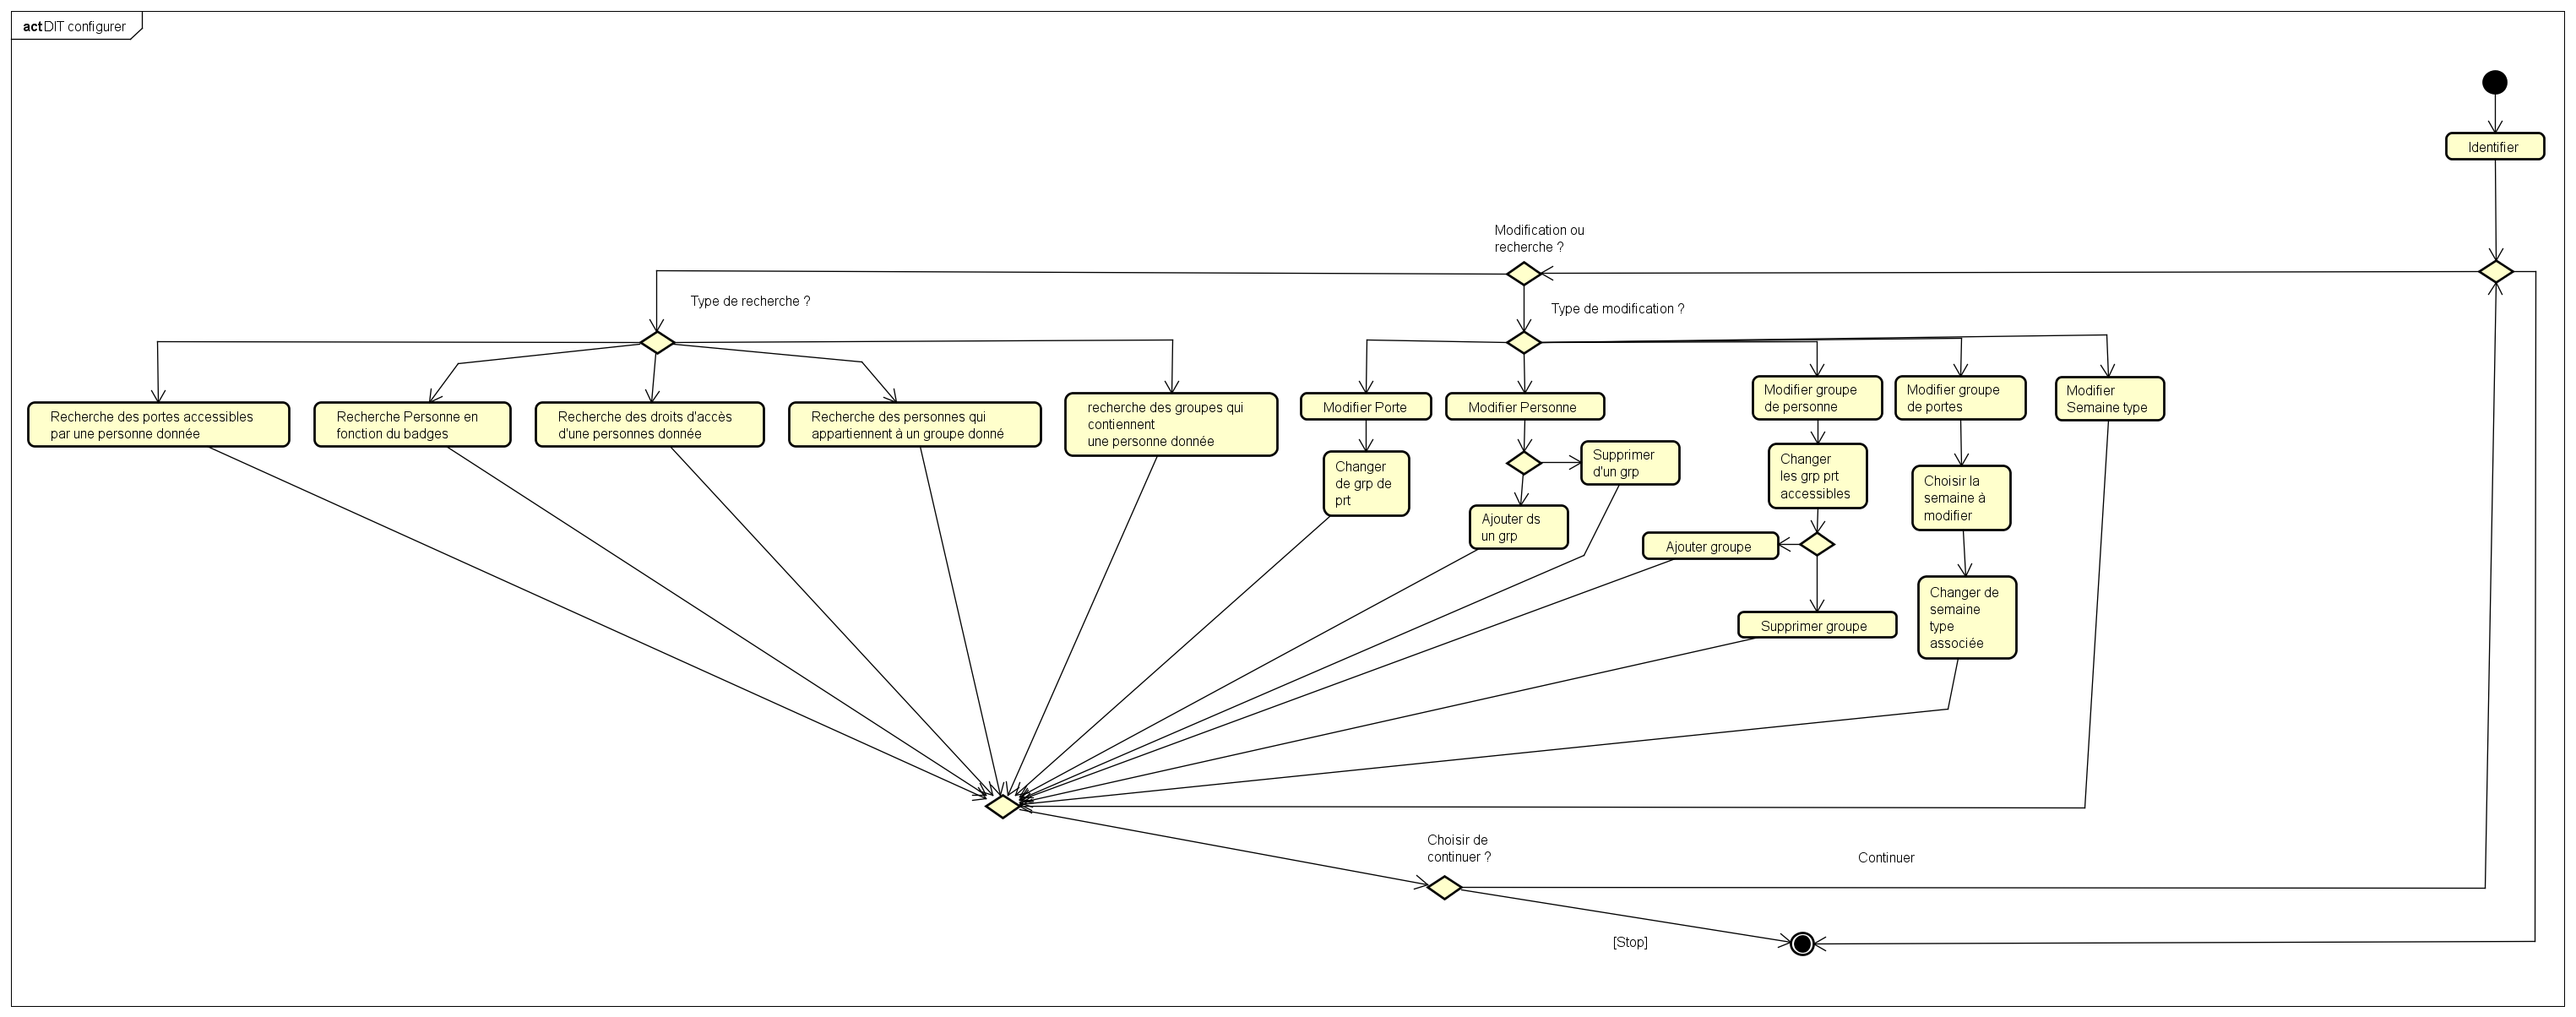 act DIT configurer
Identifier
Modification ou
recherche ?
Type de recherche ?
Type de modification ?
Recherche des portes accessibles
par une personne donnée
Recherche Personne en
fonction du badges
Recherche des droits d'accès
d'une personnes donnée
Recherche des personnes qui
appartiennent à un groupe donné
recherche des groupes qui
contiennent
une personne donnée
Modifier Porte
Modifier Personne
Modifier groupe
de personne
Modifier groupe
de portes
Modifier
Semaine type
Changer
de grp de
prt
Supprimer
d'un grp
Ajouter ds
un grp
Changer
les grp prt
accessibles
Choisir la
semaine à
modifier
Ajouter groupe
Supprimer groupe
Changer de
semaine
type
associée
Choisir de
continuer ?
Continuer
[Stop]